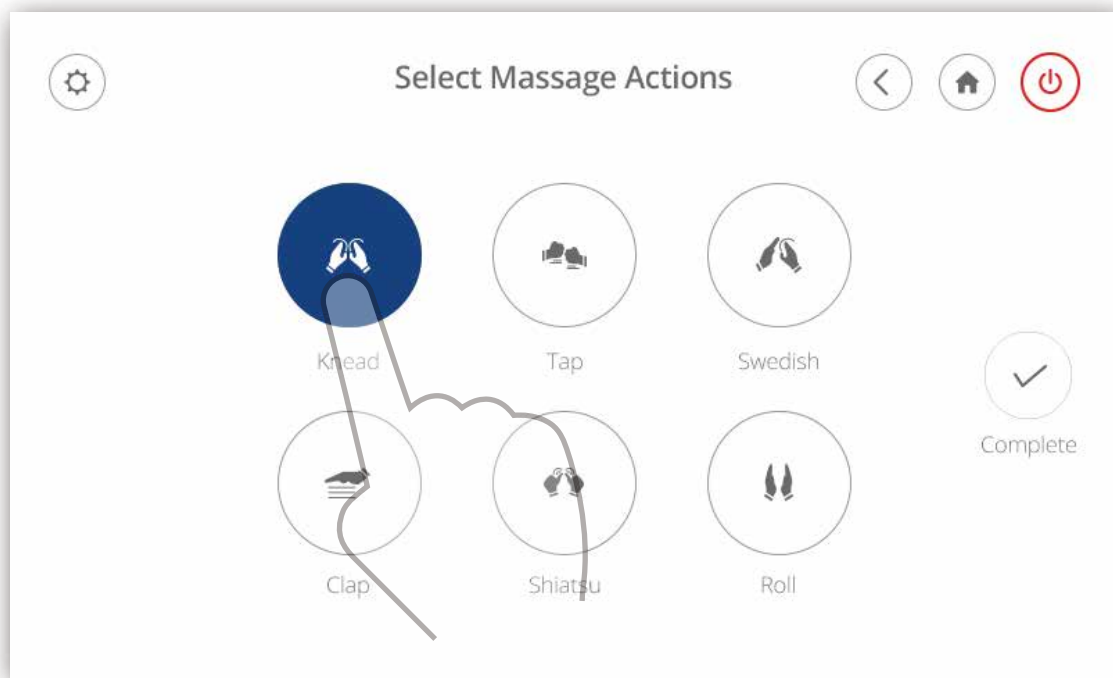 Select Massage Actions
Knead
Tap
Swedish
Complete
Clap
Shiatsu
Roll